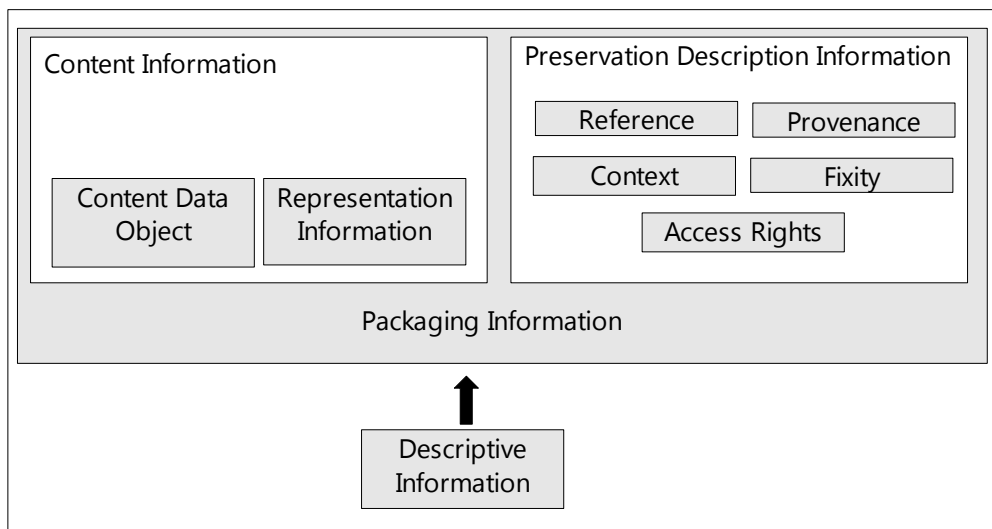 Content Information
Content Data
Object
Representation
Information
Preservation Description Information
Reference
Provenance
Context
Fixity
Access Rights
Packaging Information
Descriptive
Information